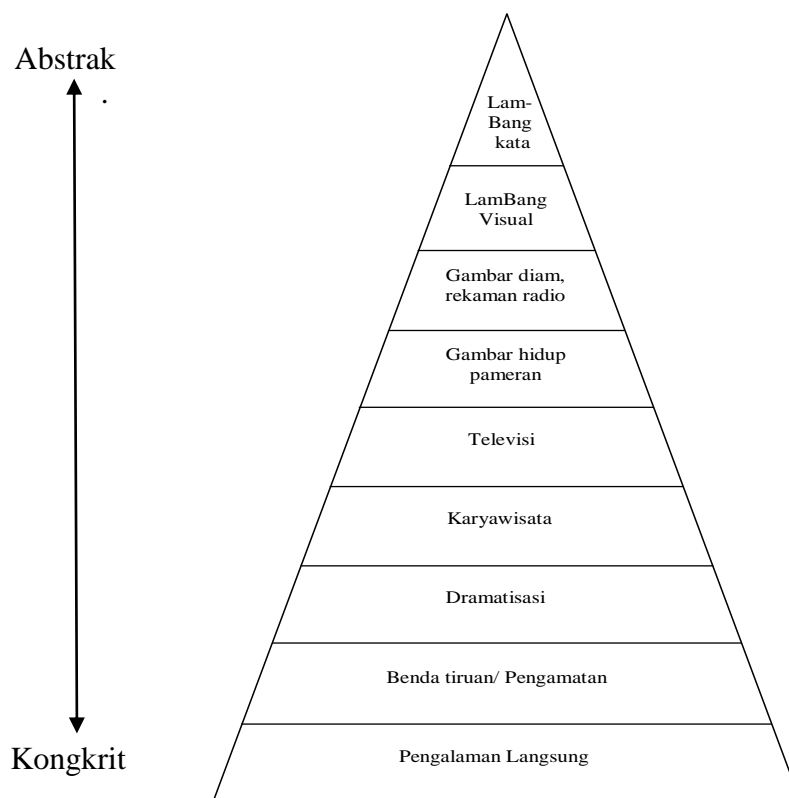 Abstrak
.
Lam-
Bang
kata
LamBang
Visual
Gambar diam,
rekaman radio
Gambar hidup
pameran
Televisi
Karyawisata
Dramatisasi
Benda tiruan/ Pengamatan
Pengalaman Langsung
Kongkrit